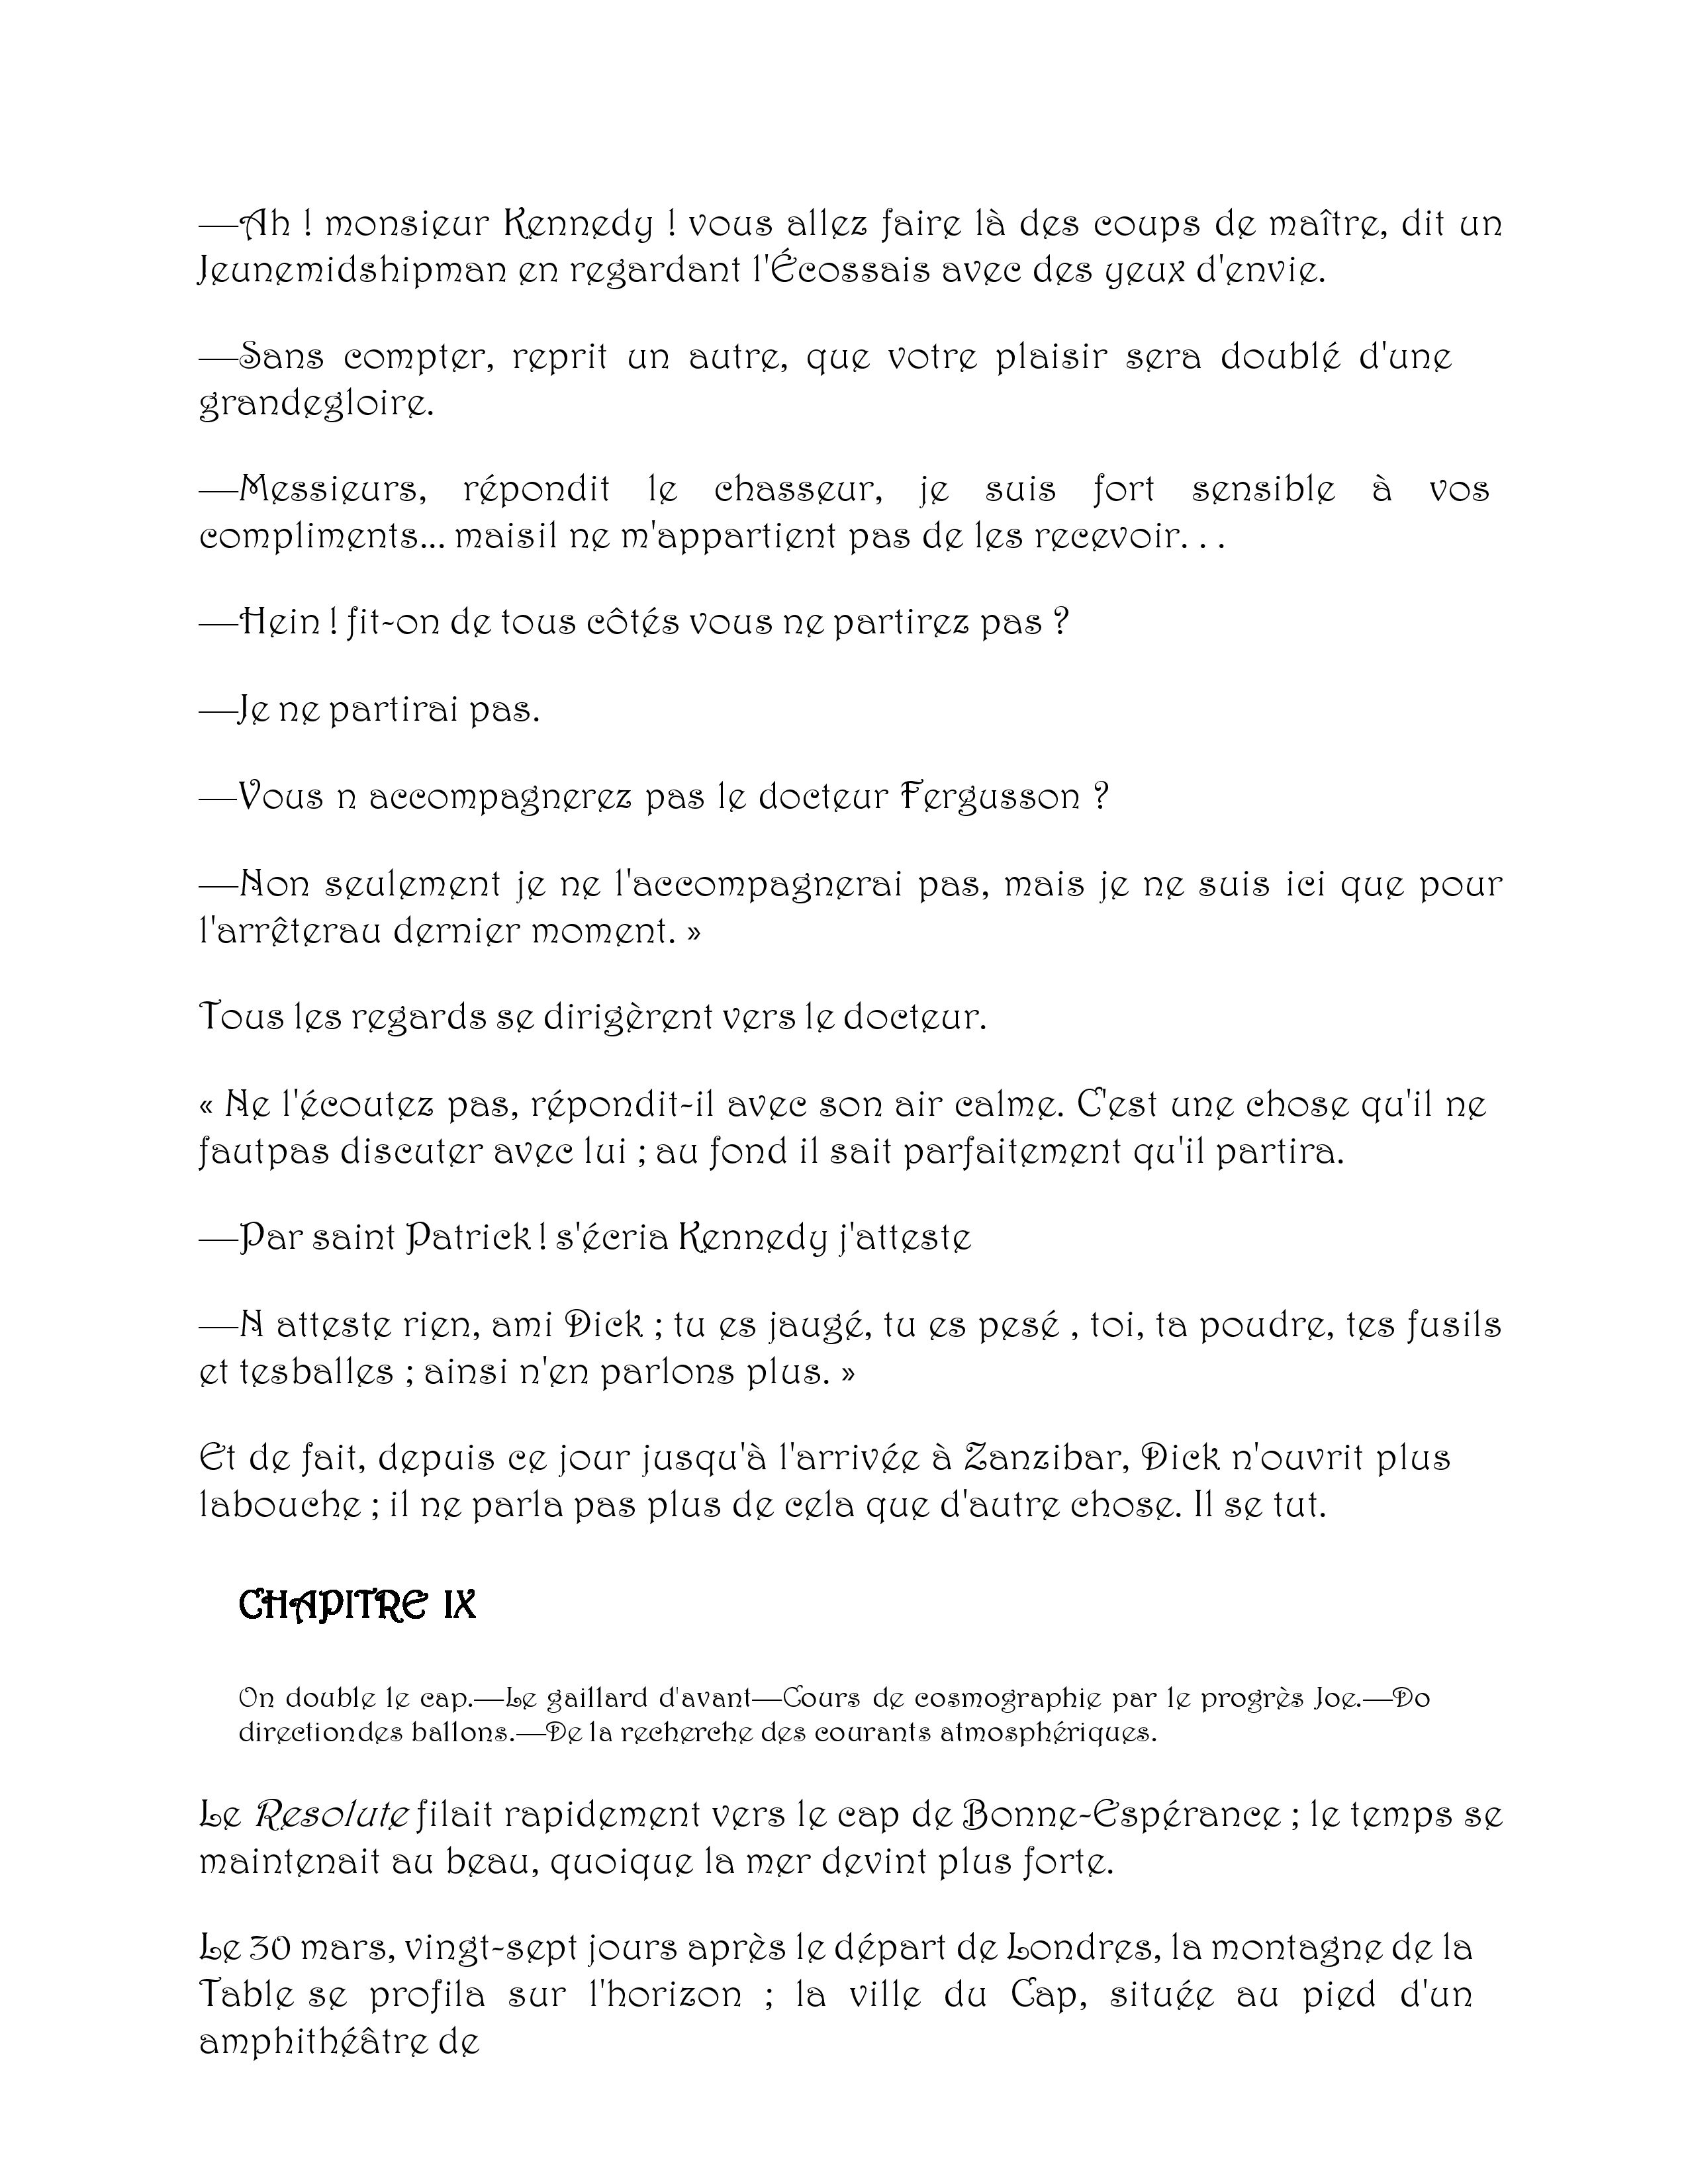 —Ah ! monsieur Kennedy ! vous allez faire là des coups de maître, dit un
Jeunemidshipman en regardant l'Écossais avec des yeux d'envie.
—Sans compter, reprit un autre, que votre plaisir sera doublé d'une
grandegloire.
—Messieurs, répondit le chasseur, je suis fort sensible à vos
compliments... maisil ne m'appartient pas de les recevoir. . .
—Hein ! fit-on de tous côtés vous ne partirez pas ?
—Je ne partirai pas.
—Vous n accompagnerez pas le docteur Fergusson ?
—Non seulement je ne l'accompagnerai pas, mais je ne suis ici que pour
l'arrêterau dernier moment. »
Tous les regards se dirigèrent vers le docteur.
« Ne l'écoutez pas, répondit-il avec son air calme. C'est une chose qu'il ne
fautpas discuter avec lui ; au fond il sait parfaitement qu'il partira.
—Par saint Patrick ! s'écria Kennedy j'atteste
—N atteste rien, ami Dick ; tu es jaugé, tu es pesé , toi, ta poudre, tes fusils
et tesballes ; ainsi n'en parlons plus. »
Et de fait, depuis ce jour jusqu'à l'arrivée à Zanzibar, Dick n'ouvrit plus
labouche ; il ne parla pas plus de cela que d'autre chose. Il se tut.
CHAPITRE IX
On double le cap.—Le gaillard d'avant—Cours de cosmographie par le progrès Joe.—Do
directiondes ballons.—De la recherche des courants atmosphériques.
Le Resolute filait rapidement vers le cap de Bonne-Espérance ; le temps se
maintenait au beau, quoique la mer devint plus forte.
Le 30 mars, vingt-sept jours après le départ de Londres, la montagne de la
Table se profila sur l'horizon ; la ville du Cap, située au pied d'un
amphithéâtre de